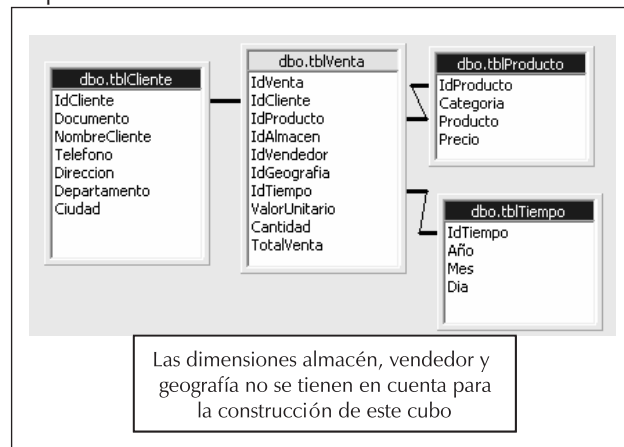 dbo.tblCliente
IdCliente
Documento
NombreCliente
Telefono
Direccion
Departamento
Ciudad
dbo.tblVenta
IdVenta
IdCliente
IdProducto
IdAlmacen
IdVendedor
IdGeografia
IdTiempo
ValorUnitario
Cantidad
TotalVenta
dbo.tblProducto
IdProducto
Categoria
Producto
Precio
dbo.tblTiempo
IdTiempo
Año
Mes
Dia
Las dimensiones almacén, vendedor y
geografía no se tienen en cuenta para
la construcción de este cubo